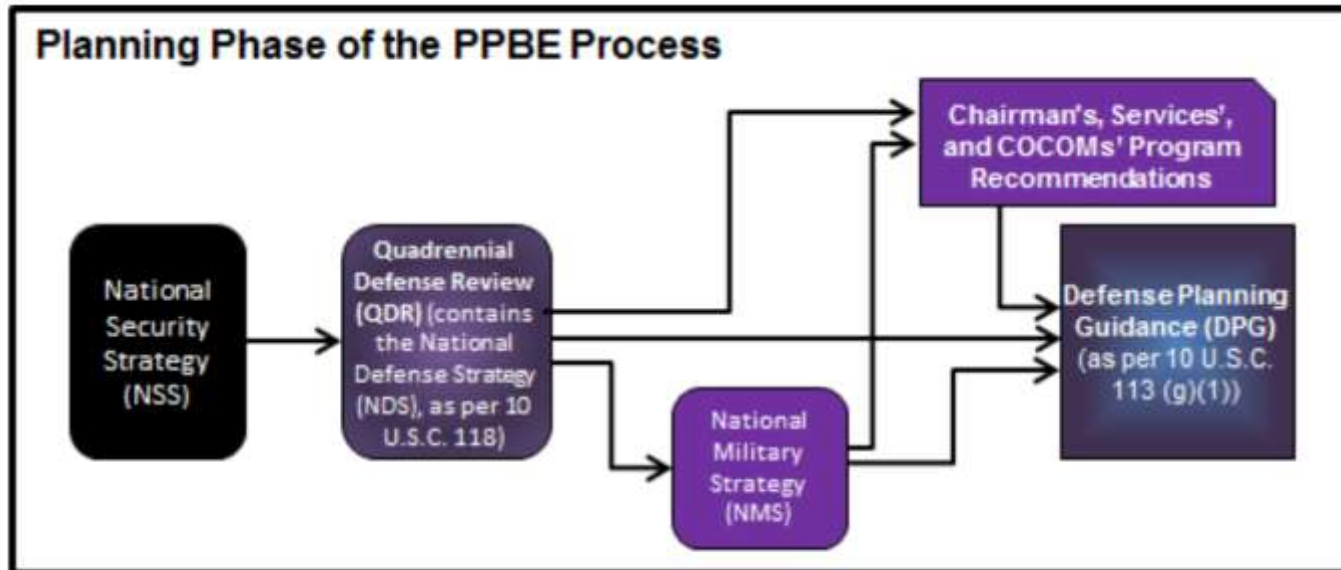 Planning Phase of the PPBE Process
Chairman's, Services',
and COCOMs' Program
Recommendations
National
Security
Strategy
(NSS)
Quadrennial
Defense Review
(QDR) (contains
the National
Defense Strategy
(NDS), as per 10
U.S.C. 118)
National
Military
Strategy
(NMS)
Defense Planning
Guidance (DPG)
(as per 10 U.S.C.
113 (g)(1))